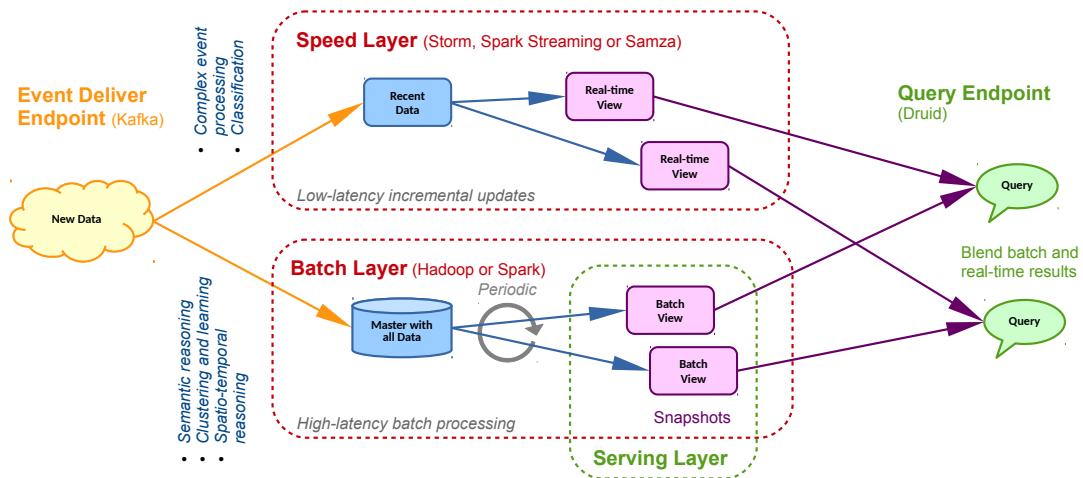 Speed Layer (Storm, Spark Streaming or Samza)
• Complex event
processing
• Classification
Event Deliver
Endpoint (Kafka)
Recent
Data
Real-time
View
Real-time
View
Query Endpoint
(Druid)
Query
New Data
Low-latency incremental updates
Batch Layer (Hadoop or Spark)
Periodic
Blend batch and
real-time results
Master with
all Data
Batch
View
Batch
View
Query
• Semantic reasoning
• Clustering and learning
• Spatio-temporal
reasoning
High-latency batch processing
Snapshots
Serving Layer